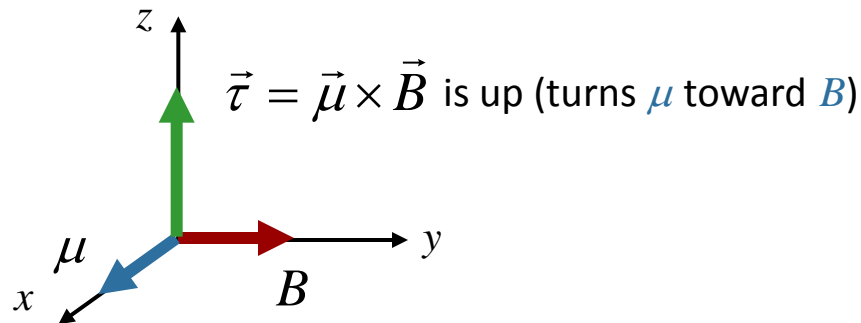 z
τ⃗ = μ⃗ × B⃗ is up (turns μ toward B)
μ
y
B
x